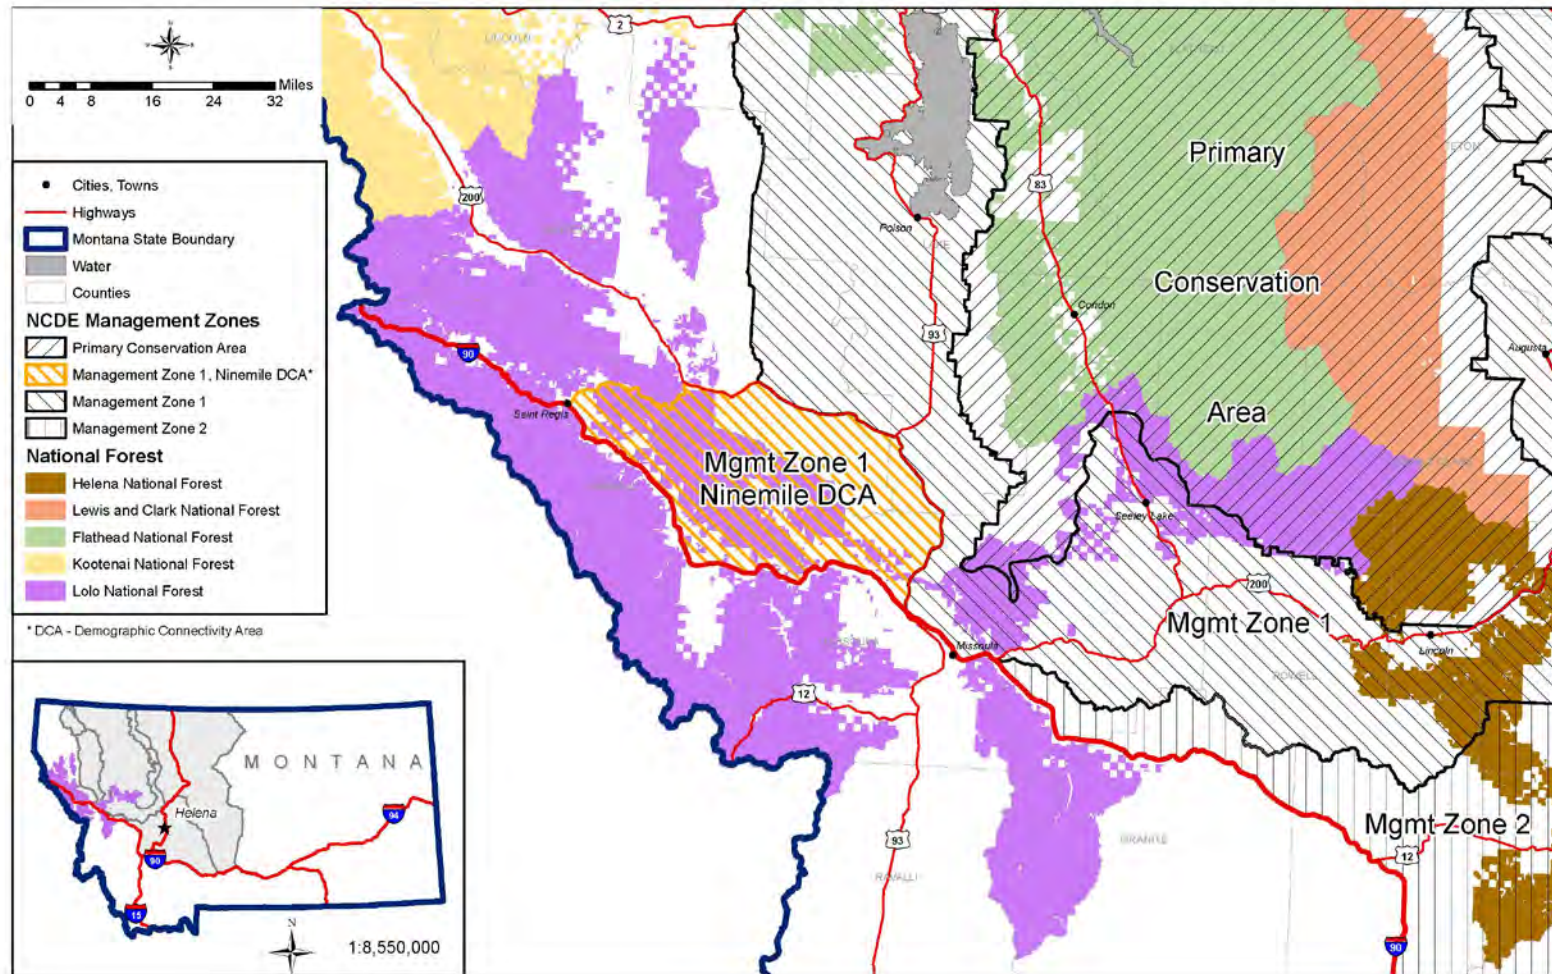 N
0 4 8 16 24 32 Miles
Cities, Towns
Highways
Montana State Boundary
Water
Counties
NCDE Management Zones
Primary Conservation Area
Management Zone 1, Ninemile DCA*
Management Zone 1
Management Zone 2
National Forest
Helena National Forest
Lewis and Clark National Forest
Flathead National Forest
Kootenai National Forest
Lolo National Forest
* DCA - Demographic Connectivity Area
MONTANA
Helena
94
90
15
N
1:8,550,000
2
LINCOLN
200
83
Primary
Polson
LAKE
Conservation
Condon
93
90
Augusta
Saint Regis
Area
Mgmt Zone 1
Ninemile DCA
Seeley Lake
200
Mgmt Zone 1
Lincoln
Missoula
POWELL
12
Mgmt Zone 2
93
GRANITE
12
RAVALLI
90